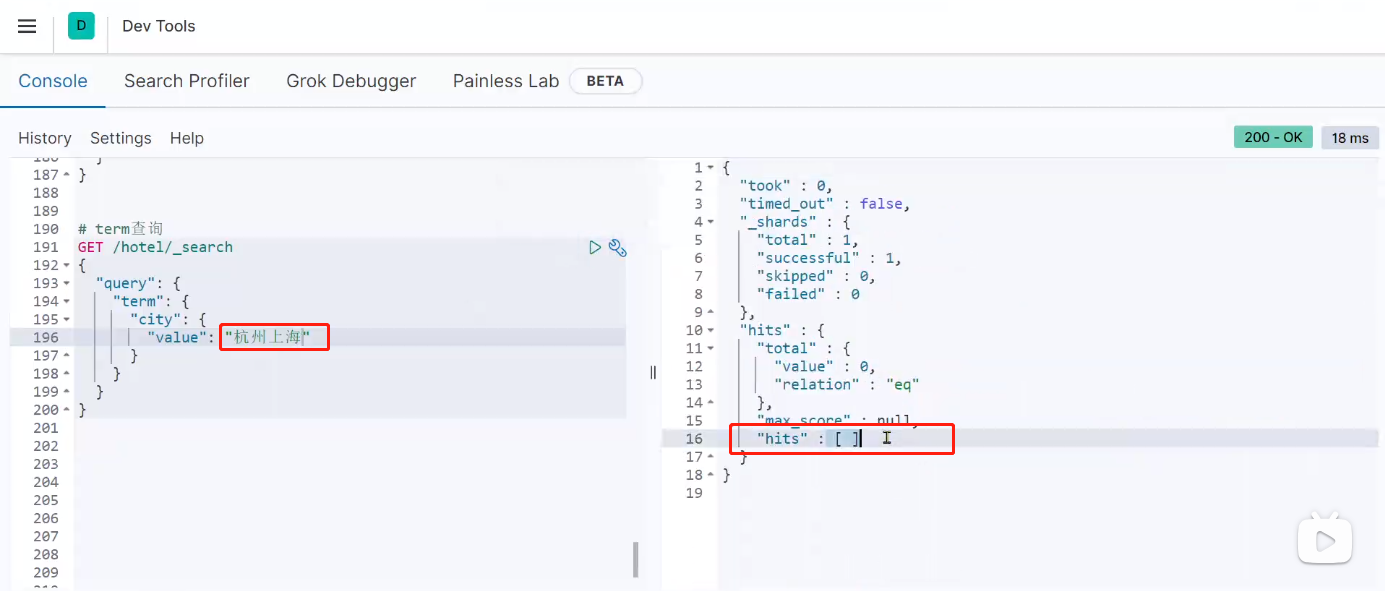 D Dev Tools
Console Search Profiler Grok Debugger Painless Lab BETA
History Settings Help 200 - OK 18 ms
187 }
188
189
190 # term查询
191 GET /hotel/_search
192 {
193 "query": {
194 "term": {
195 "city": {
196 "value": "杭州上海"
197 }
198 }
199 }
200 }
201
202
203
204
205
206
207
208
209
1 {
2 "took" : 0,
3 "timed_out" : false,
4 "_shards" : {
5 "total" : 1,
6 "successful" : 1,
7 "skipped" : 0,
8 "failed" : 0
9 },
10 "hits" : {
11 "total" : {
12 "value" : 0,
13 "relation" : "eq"
14 },
15 "max_score" : null,
16 "hits" : [ ]
17 }
18 }
19